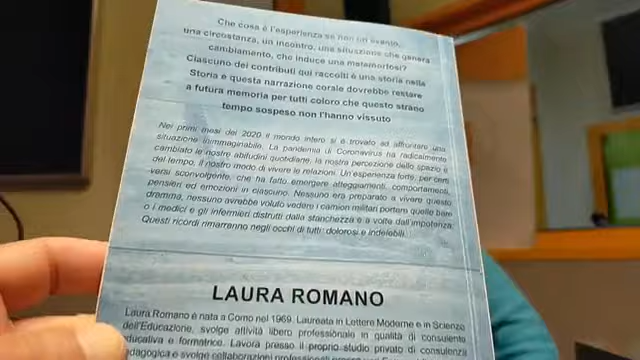 Che cosa è l'esperienza se non un evento,
una circostanza, un incontro, una situazione che genera
cambiamento, che induce una metamorfosi?
Ciascuno dei contributi qui raccolti è una storia nella
Storia e questa narrazione corale dovrebbe restare
a futura memoria per tutti coloro che questo strano
tempo sospeso non l'hanno vissuto
Nei primi mesi del 2020 il mondo intero si è trovato ad affrontare una
situazione inimmaginabile. La pandemia di Coronavirus ha radicalmente
cambiato le nostre abitudini quotidiane, la nostra percezione dello spazio e
del tempo, il nostro modo di vivere le relazioni. Un'esperienza forte, per certi
versi sconvolgente, che ha fatto emergere atteggiamenti, comportamenti,
pensieri ed emozioni in ciascuno. Nessuno era preparato a vivere questo
dramma, nessuno avrebbe voluto vedere i camion militari portare quelle bare
o i medici e gli infermieri distrutti dalla stanchezza e a volte dall'impotenza.
Questi ricordi rimarranno negli occhi di tutti: dolorosi e indelebili.
LAURA ROMANO
Laura Romano è nata a Como nel 1969. Laureata in Lettere Moderne e in Scienze
dell'Educazione, svolge attività libero professionale in qualità di consulente
educativa e formatrice. Lavora presso il proprio studio privato di consulenza
pedagogica e svolge collaborazioni professionali presso